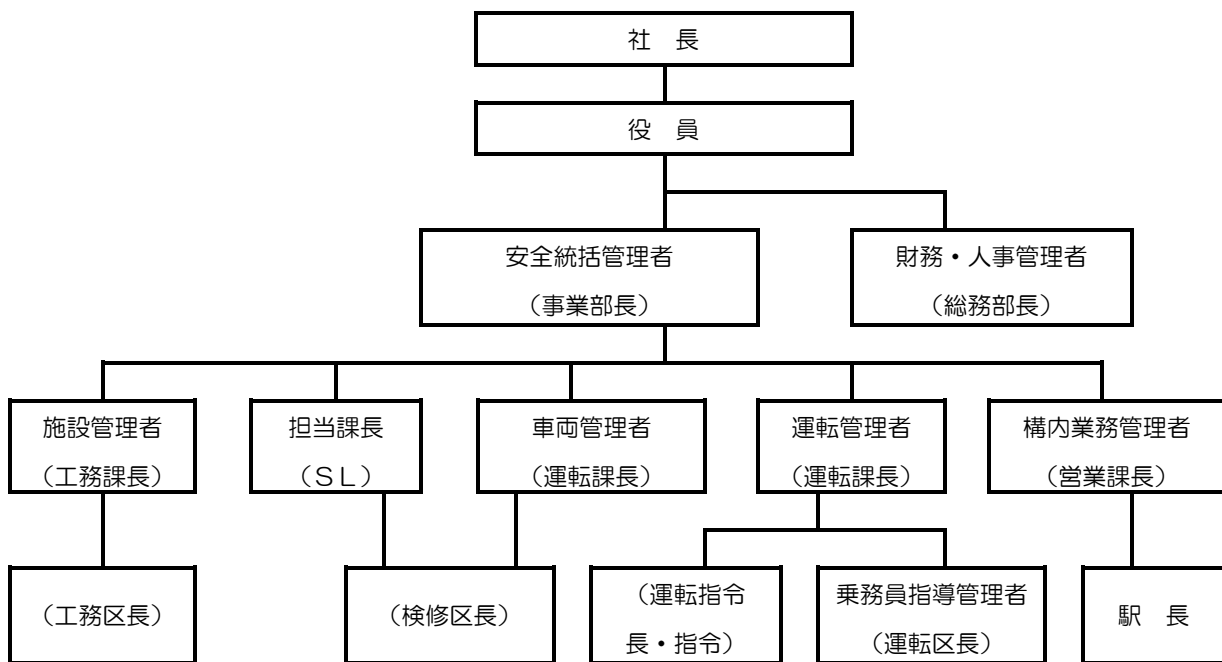 社　長
役　員
安全統括管理者
（事業部長）
財務・人事管理者
（総務部長）
施設管理者
（工務課長）
担当課長
（ＳＬ）
車両管理者
（運転課長）
運転管理者
（運転課長）
構内業務管理者
（営業課長）
（工務区長）
（検修区長）
（運転指令
長・指令）
乗務員指導管理者
（運転区長）
駅　長